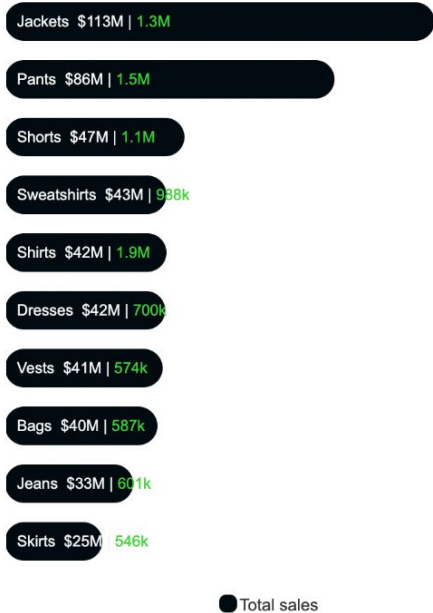 Jackets $113M | 1.3M
Pants $86M | 1.5M
Shorts $47M | 1.1M
Sweatshirts $43M | 988k
Shirts $42M | 1.9M
Dresses $42M | 700k
Vests $41M | 574k
Bags $40M | 587k
Jeans $33M | 601k
Skirts $25M | 546k
Total sales